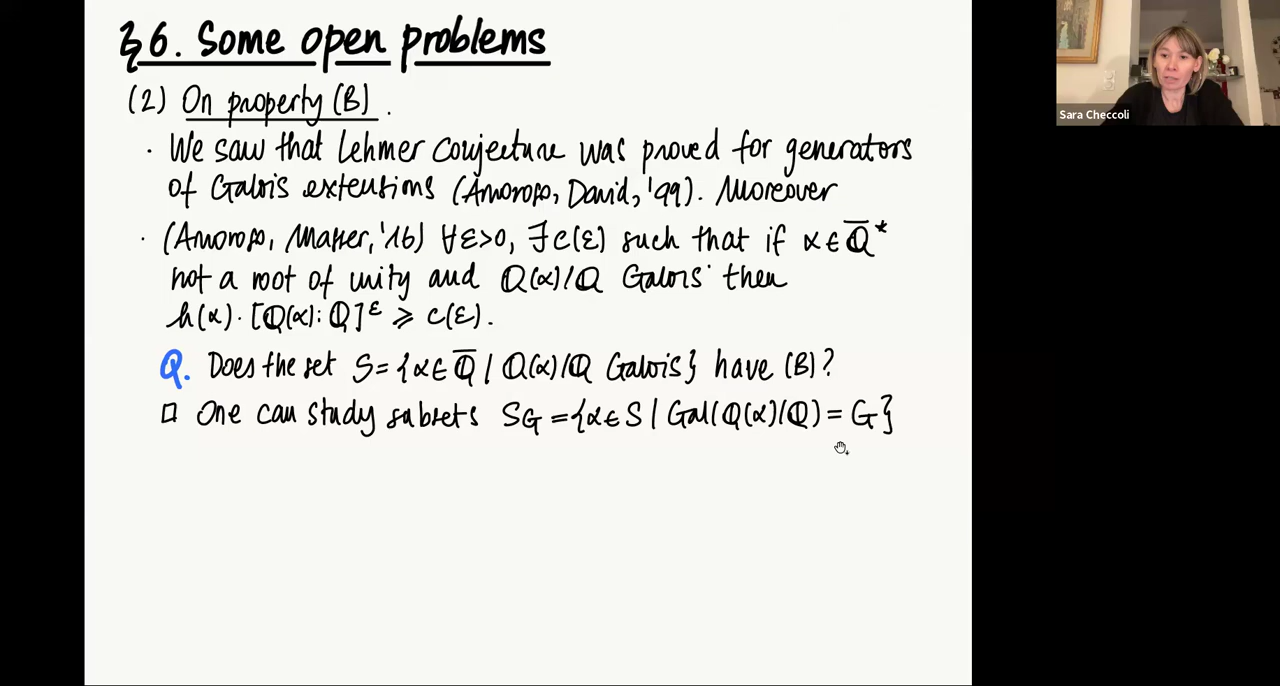 §6. Some open problems
(2) On property (B).
· We saw that Lehmer Conjecture was proved for generators
of Galois extensions (Amoroso, David, '99). Moreover
· (Amoroso, Masser, '16) ∀ε>0, ∃ c(ε) such that if α ∈ ℚ̄*
not a root of unity and ℚ(α)/ℚ Galois then
h(α)·[ℚ(α):ℚ]^ε ⩾ c(ε).
Q. Does the set S = {α ∈ ℚ̄ | ℚ(α)/ℚ Galois} have (B)?
□ One can study subsets S_G = {α ∈ S | Gal(ℚ(α)/ℚ) = G}
Sara Checcoli